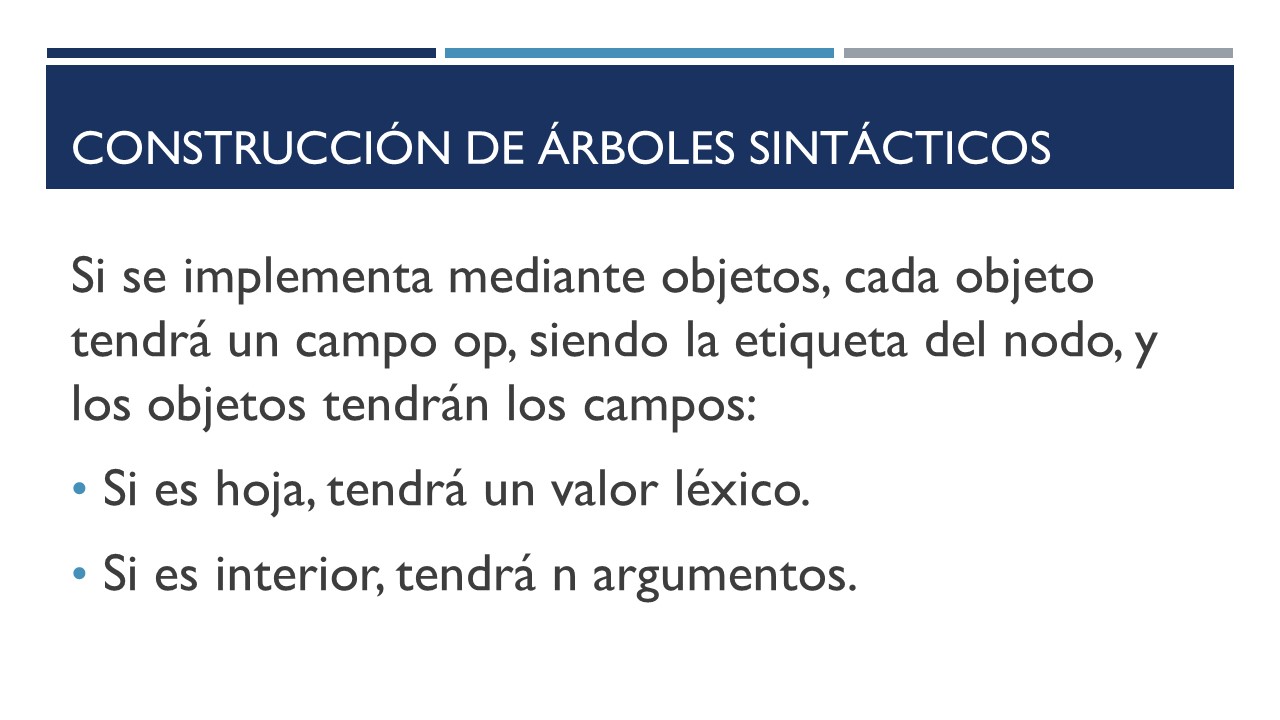 CONSTRUCCIÓN DE ÁRBOLES SINTÁCTICOS
Si se implementa mediante objetos, cada objeto
tendrá un campo op, siendo la etiqueta del nodo, y
los objetos tendrán los campos:
• Si es hoja, tendrá un valor léxico.
• Si es interior, tendrá n argumentos.